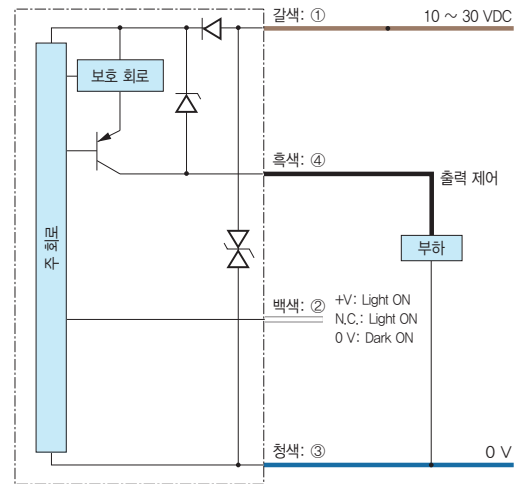 갈색: ①
10 ~ 30 VDC
보호 회로
흑색: ④
출력 제어
주 회로
부하
백색: ②
+V: Light ON
N.C.: Light ON
0 V: Dark ON
청색: ③
0 V